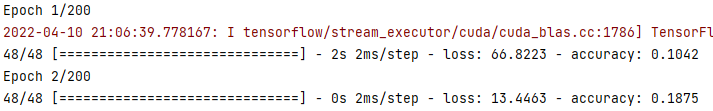 Epoch 1/200
2022-04-10 21:06:39.778167: I tensorflow/stream_executor/cuda/cuda_blas.cc:1786] TensorFl
48/48 [==============================] - 2s 2ms/step - loss: 66.8223 - accuracy: 0.1042
Epoch 2/200
48/48 [==============================] - 0s 2ms/step - loss: 13.4463 - accuracy: 0.1875